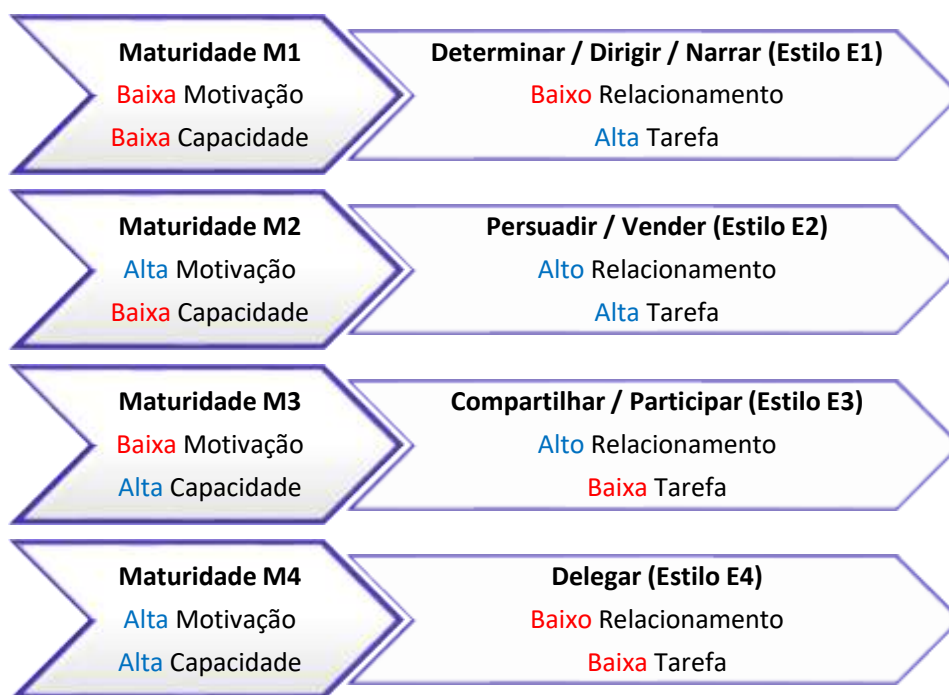 Maturidade M1
Baixa Motivação
Baixa Capacidade
Determinar / Dirigir / Narrar (Estilo E1)
Baixo Relacionamento
Alta Tarefa
Maturidade M2
Alta Motivação
Baixa Capacidade
Persuadir / Vender (Estilo E2)
Alto Relacionamento
Alta Tarefa
Maturidade M3
Baixa Motivação
Alta Capacidade
Compartilhar / Participar (Estilo E3)
Alto Relacionamento
Baixa Tarefa
Maturidade M4
Alta Motivação
Alta Capacidade
Delegar (Estilo E4)
Baixo Relacionamento
Baixa Tarefa